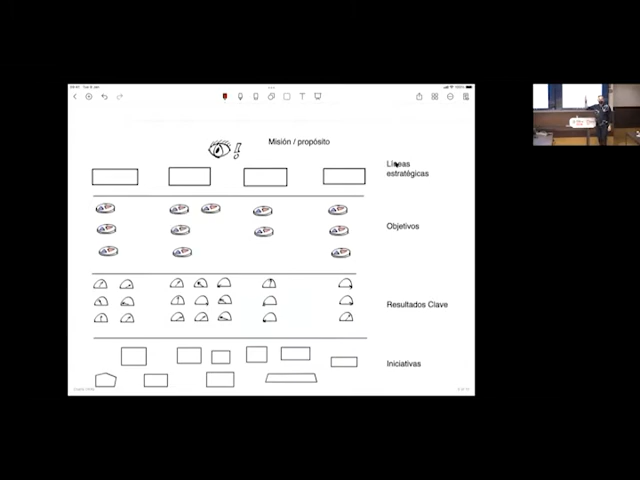 Misión / propósito
Líneas
estratégicas
Objetivos
Resultados Clave
Iniciativas